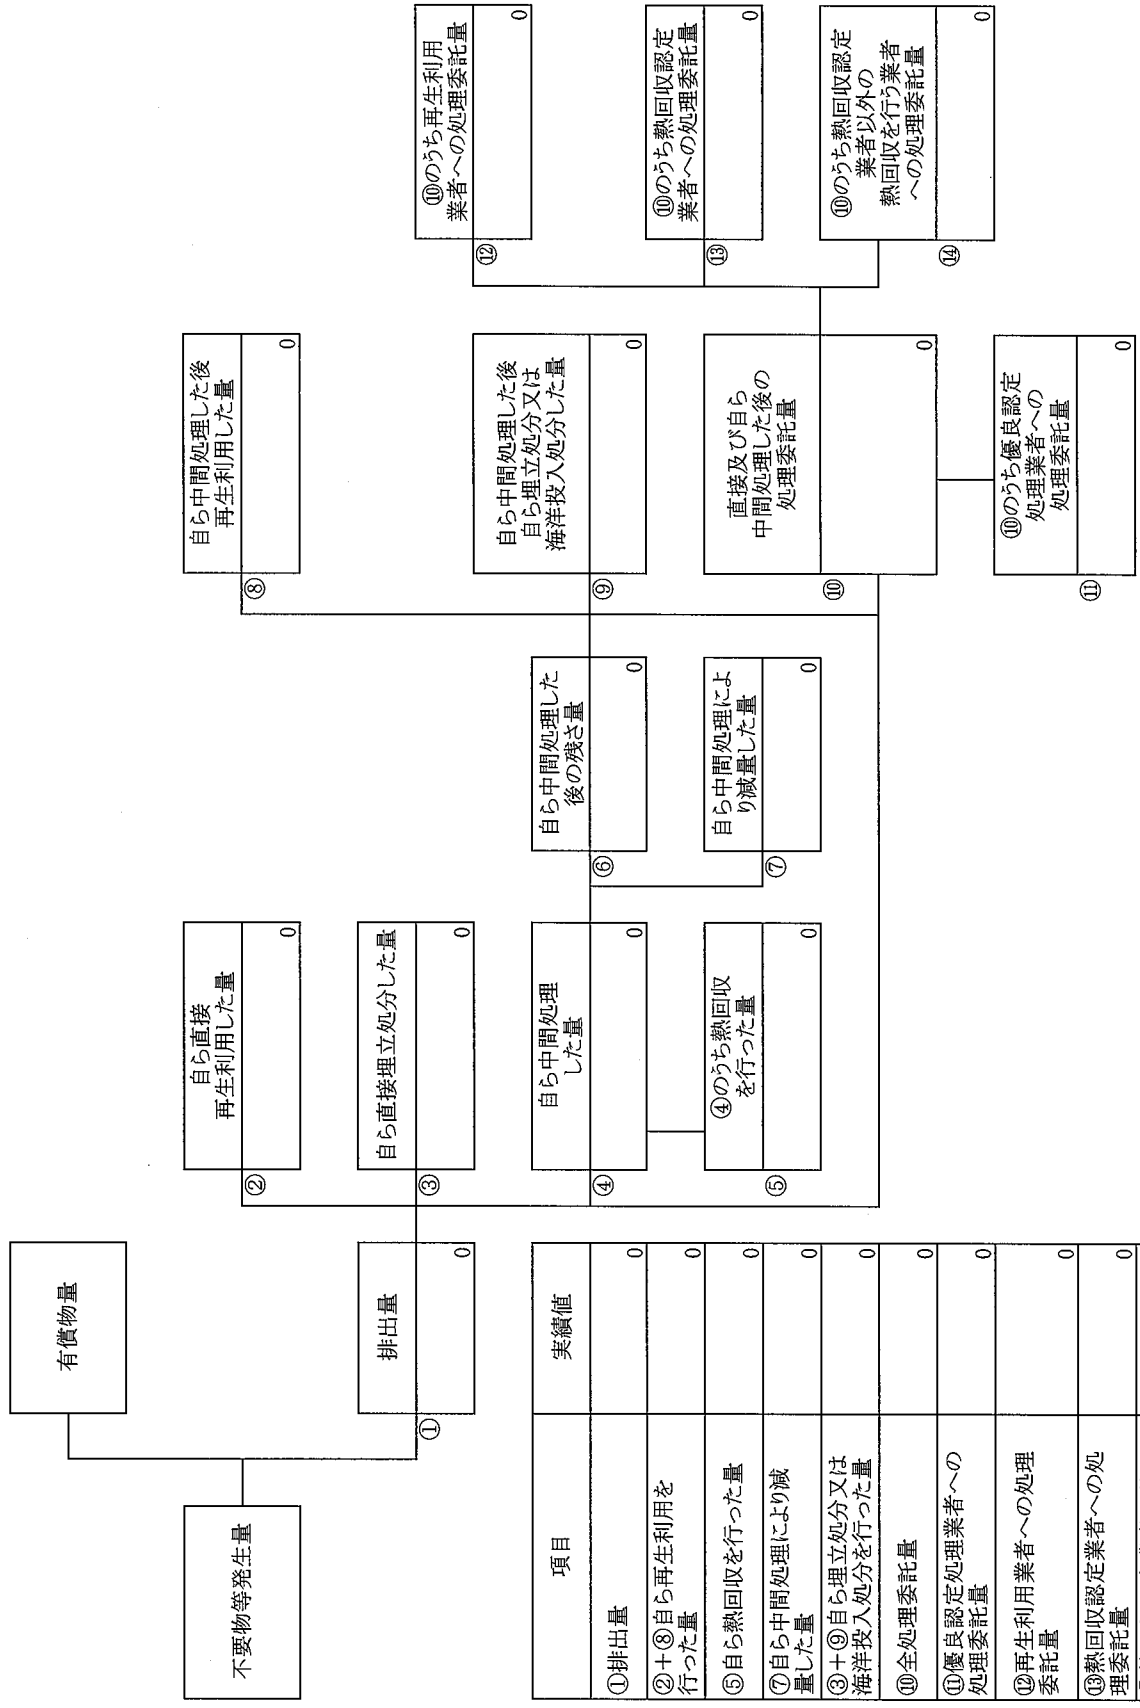 不要物等発生量
有償物量
①
排出量
0
②
自ら直接
再生利用した量
0
③
自ら直接埋立処分した量
0
④
自ら中間処理
した量
0
⑤
④のうち熱回収
を行った量
0
⑥
自ら中間処理した
後の残さ量
0
⑦
自ら中間処理によ
り減量した量
0
⑧
自ら中間処理した後
再生利用した量
0
⑨
自ら中間処理した後
自ら埋立処分又は
海洋投入処分した量
0
⑩
直接及び自ら
中間処理した後の
処理委託量
0
⑪
⑩のうち優良認定
処理業者への
処理委託量
0
⑫
⑩のうち再生利用
業者への処理委託量
0
⑬
⑩のうち熱回収認定
業者への処理委託量
0
⑭
⑩のうち熱回収認定
業者以外の
熱回収を行う業者
への処理委託量
0
項目 実績値
①排出量 0
②+⑧自ら再生利用を
行った量 0
⑤自ら熱回収を行った量 0
⑦自ら中間処理により減
量した量 0
③+⑨自ら埋立処分又は
海洋投入処分を行った量 0
⑩全処理委託量 0
⑪優良認定処理業者への
処理委託量 0
⑫再生利用業者への処理
委託量 0
⑬熱回収認定業者への処
理委託量 0